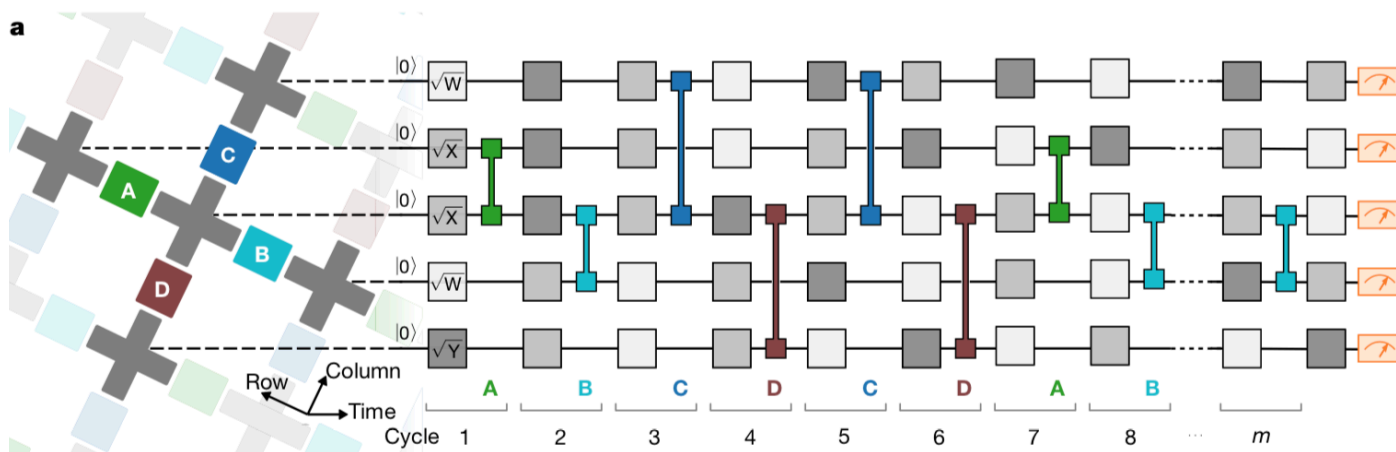 a
|0⟩
√W
|0⟩
√X
C
A
|0⟩
√X
B
|0⟩
√W
D
|0⟩
√Y
Row
Column
Time
A B C D C D A B
Cycle 1 2 3 4 5 6 7 8 ... m